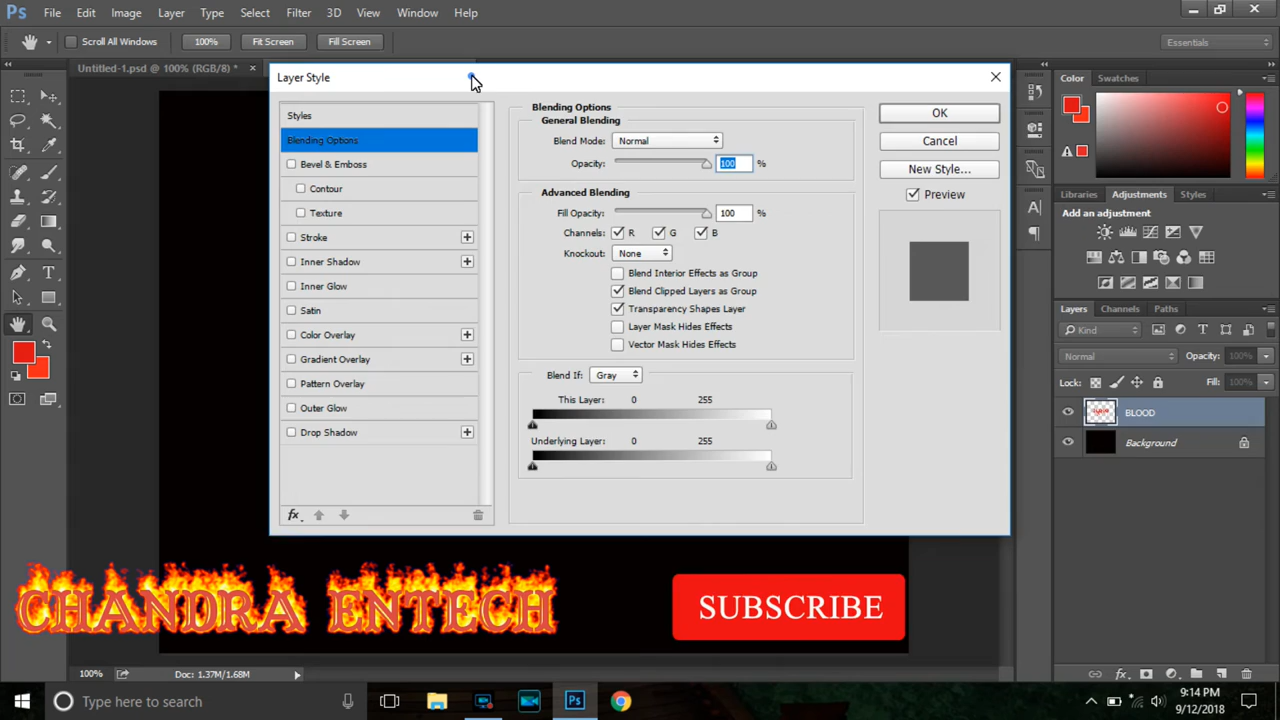 Ps File Edit Image Layer Type Select Filter 3D View Window Help
Scroll All Windows 100% Fit Screen Fill Screen Essentials
Untitled-1.psd @ 100% (RGB/8) *
Layer Style
Styles
Blending Options
Bevel & Emboss
Contour
Texture
Stroke
Inner Shadow
Inner Glow
Satin
Color Overlay
Gradient Overlay
Pattern Overlay
Outer Glow
Drop Shadow
fx
Blending Options
General Blending
Blend Mode: Normal
Opacity: 100 %
Advanced Blending
Fill Opacity: 100 %
Channels: R G B
Knockout: None
Blend Interior Effects as Group
Blend Clipped Layers as Group
Transparency Shapes Layer
Layer Mask Hides Effects
Vector Mask Hides Effects
Blend If: Gray
This Layer: 0 255
Underlying Layer: 0 255
OK
Cancel
New Style...
Preview
Color Swatches
Libraries Adjustments Styles
Add an adjustment
Layers Channels Paths
Kind
Normal Opacity: 100%
Lock: Fill: 100%
BLOOD
Background
CHANDRA ENTECH
SUBSCRIBE
100% Doc: 1.37M/1.68M
Type here to search
Ps
9:14 PM
9/12/2018